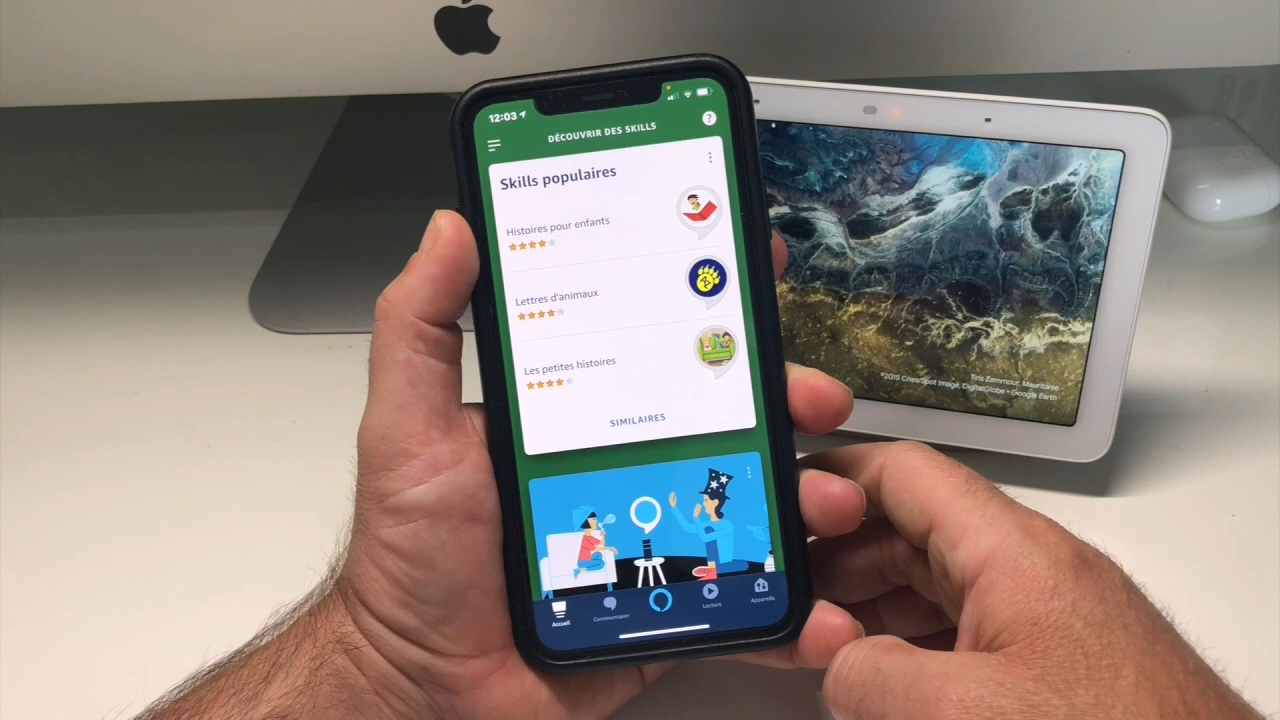 12:03
DÉCOUVRIR DES SKILLS
?
Skills populaires
Histoires pour enfants
Lettres d'animaux
Les petites histoires
SIMILAIRES
Accueil
Communiquer
Lecture
Appareils
Tiris Zemmour, Mauritanie
©2015 Cnes/Spot Image, DigitalGlobe • Google Earth